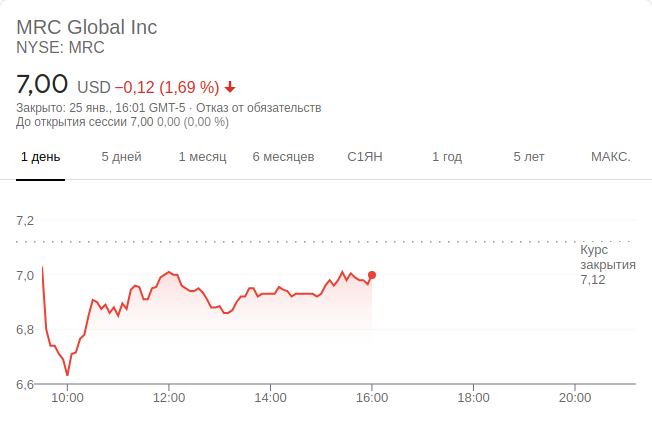 MRC Global Inc
NYSE: MRC
7,00 USD −0,12 (1,69 %)
Закрыто: 25 янв., 16:01 GMT-5 · Отказ от обязательств
До открытия сессии 7,00 0,00 (0,00 %)
1 день 5 дней 1 месяц 6 месяцев С1ЯН 1 год 5 лет МАКС.
7,2
Курс
закрытия
7,12
7,0
6,8
6,6
10:00 12:00 14:00 16:00 18:00 20:00